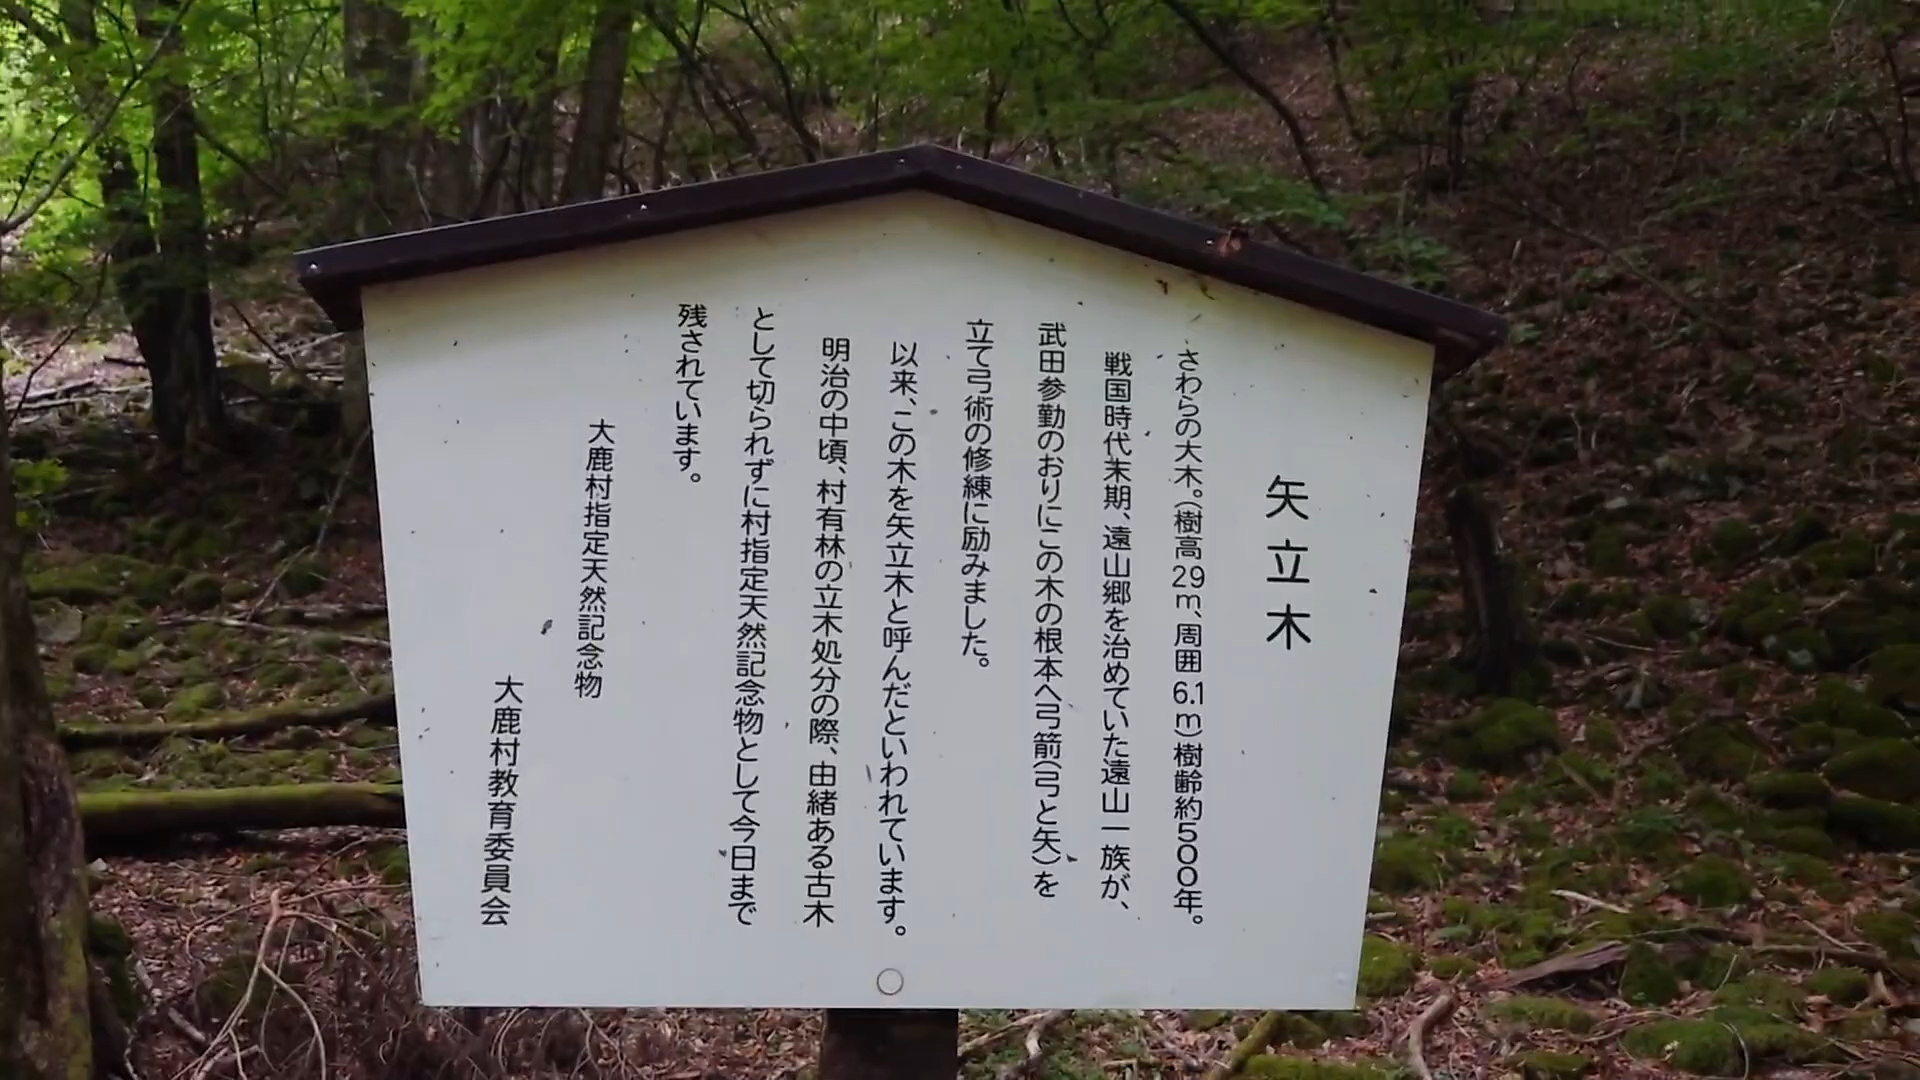 矢立木
さわらの大木。(樹高29m、周囲6.1m)樹齢約500年。
戦国時代末期、遠山郷を治めていた遠山一族が、
武田参勤のおりにこの木の根本へ弓箭(弓と矢)を
立て弓術の修練に励みました。
以来、この木を矢立木と呼んだといわれています。
明治の中頃、村有林の立木処分の際、由緒ある古木
として切られずに村指定天然記念物として今日まで
残されています。
大鹿村指定天然記念物
大鹿村教育委員会